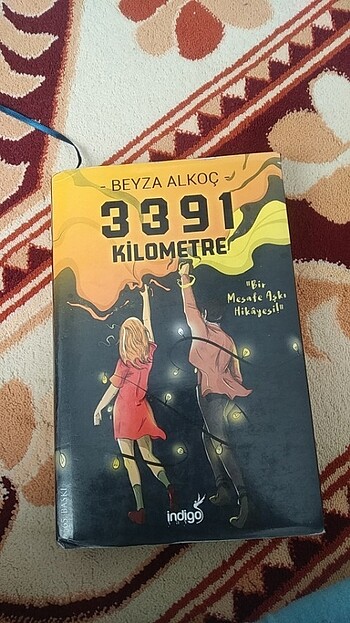 - BEYZA ALKOÇ -
3391
KİLOMETRE
"Bir
Mesafe Aşkı
Hikâyesi!"
indigo